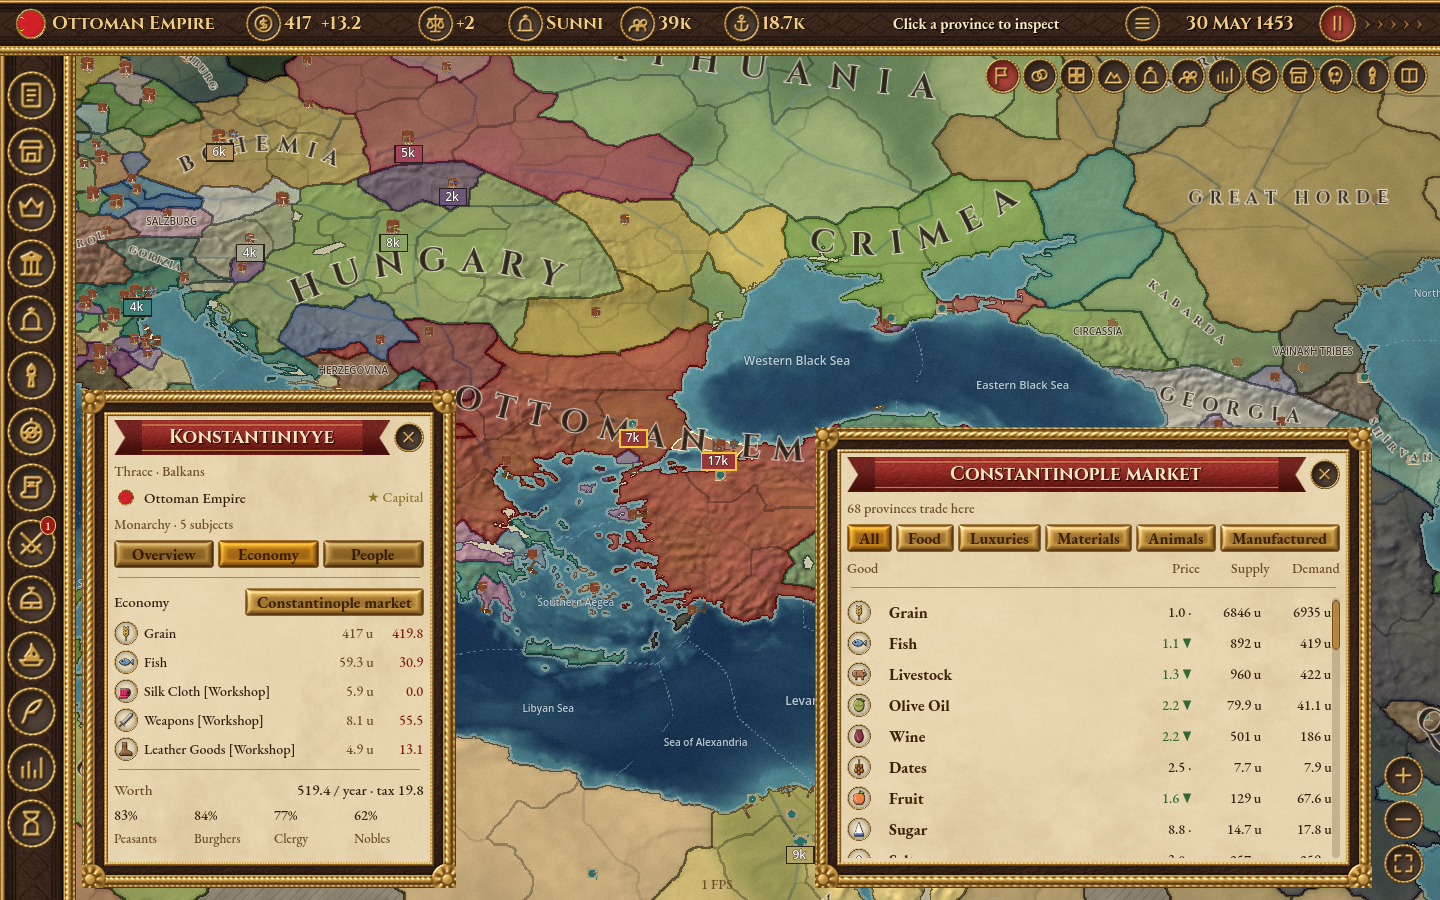 Ottoman Empire
417 +13.2
+2
Sunni
39k
18.7k
Click a province to inspect
30 May 1453
LITHUANIA
BOHEMIA
6k
5k
2k
GREAT HORDE
CRIMEA
SALZBURG
GORIZIA
4k
8k
HUNGARY
4k
North
KABARDA
CIRCASSIA
VAINAKH TRIBES
Western Black Sea
Eastern Black Sea
HERZEGOVINA
GEORGIA
SHIRVAN
OTTOMAN EM
7k
17k
1
Konstantiniyye
Thrace · Balkans
Ottoman Empire
★ Capital
Monarchy · 5 subjects
Overview
Economy
People
Economy
Constantinople market
Grain 417 u 419.8
Fish 59.3 u 30.9
Silk Cloth [Workshop] 5.9 u 0.0
Weapons [Workshop] 8.1 u 55.5
Leather Goods [Workshop] 4.9 u 13.1
Worth 519.4 / year · tax 19.8
83% 84% 77% 62%
Peasants Burghers Clergy Nobles
Southern Aegea
Libyan Sea
Levan
Sea of Alexandria
9k
1 FPS
Constantinople market
68 provinces trade here
All
Food
Luxuries
Materials
Animals
Manufactured
Good Price Supply Demand
Grain 1.0 · 6846 u 6935 u
Fish 1.1 ▼ 892 u 419 u
Livestock 1.3 ▼ 960 u 422 u
Olive Oil 2.2 ▼ 79.9 u 41.1 u
Wine 2.2 ▼ 501 u 186 u
Dates 2.5 · 7.7 u 7.9 u
Fruit 1.6 ▼ 129 u 67.6 u
Sugar 8.8 · 14.7 u 17.8 u